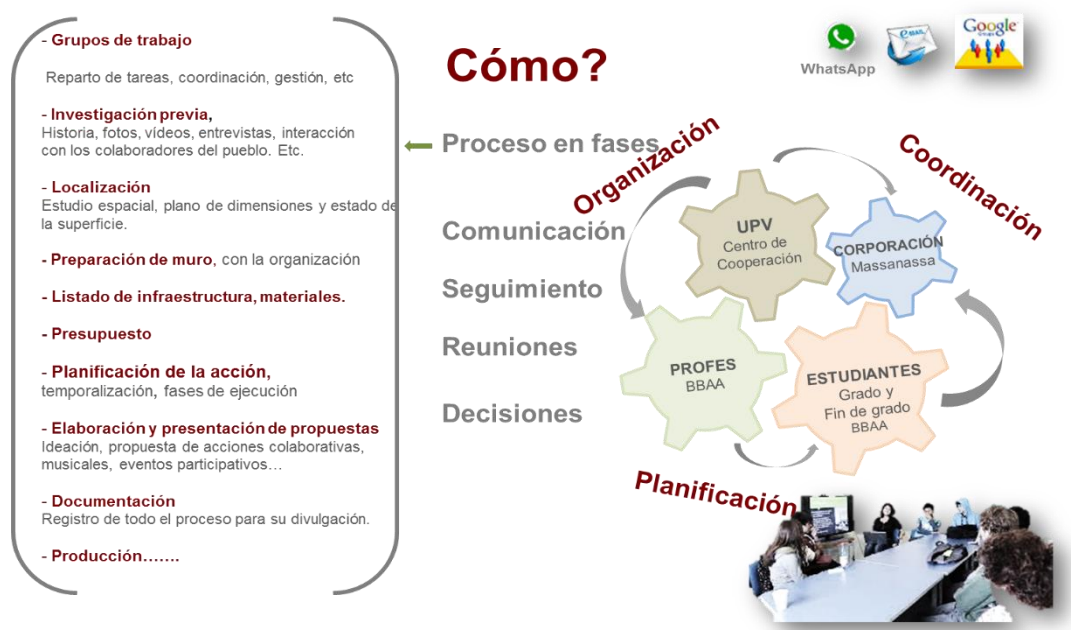 - Grupos de trabajo
Reparto de tareas, coordinación, gestión, etc
- Investigación previa,
Historia, fotos, vídeos, entrevistas, interacción
con los colaboradores del pueblo. Etc.
- Localización
Estudio espacial, plano de dimensiones y estado de
la superficie.
- Preparación de muro, con la organización
- Listado de infraestructura, materiales.
- Presupuesto
- Planificación de la acción,
temporalización, fases de ejecución
- Elaboración y presentación de propuestas
Ideación, propuesta de acciones colaborativas,
musicales, eventos participativos…
- Documentación
Registro de todo el proceso para su divulgación.
- Producción…….
Cómo?
Proceso en fases
Comunicación
Seguimiento
Reuniones
Decisiones
WhatsApp
Google
Organización
Coordinación
Planificación
UPV
Centro de
Cooperación
CORPORACIÓN
Massanassa
PROFES
BBAA
ESTUDIANTES
Grado y
Fin de grado
BBAA